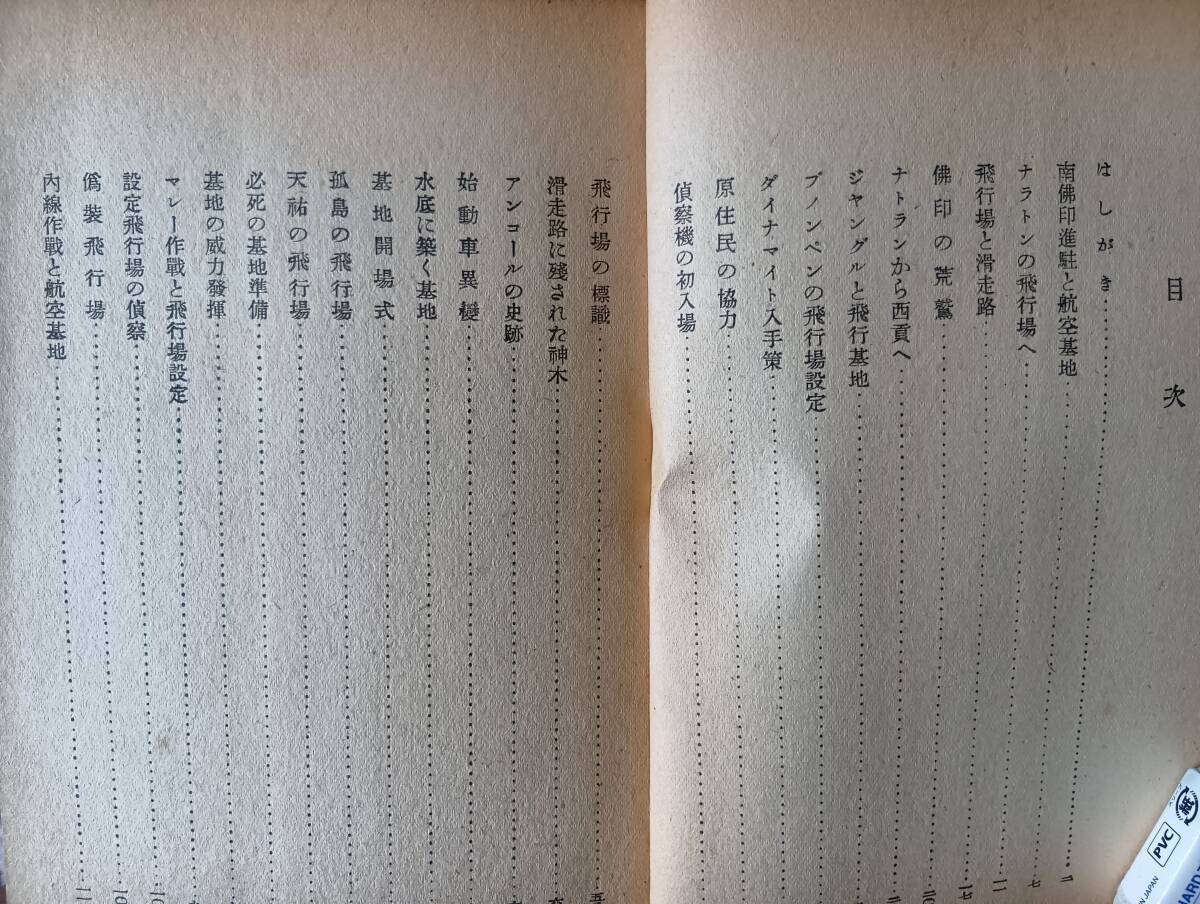 目次
はしがき
南佛印進駐と航空基地………一
ナラトンの飛行場へ………七
飛行場と滑走路………一一
佛印の荒鷲………一七
ナトランから西貢へ
ジャングルと飛行基地
プノンペンの飛行場設定
ダイナマイト入手策
原住民の協力
偵察機の初入場
飛行場の標識
滑走路に殘された神木
アンコールの史跡
始動車異變
水底に築く基地
基地開場式
孤島の飛行場
天祐の飛行場
必死の基地準備
基地の威力發揮
マレー作戰と飛行場設定
設定飛行場の偵察
僞裝飛行場
內線作戰と航空基地
紙
PVC
JAPAN